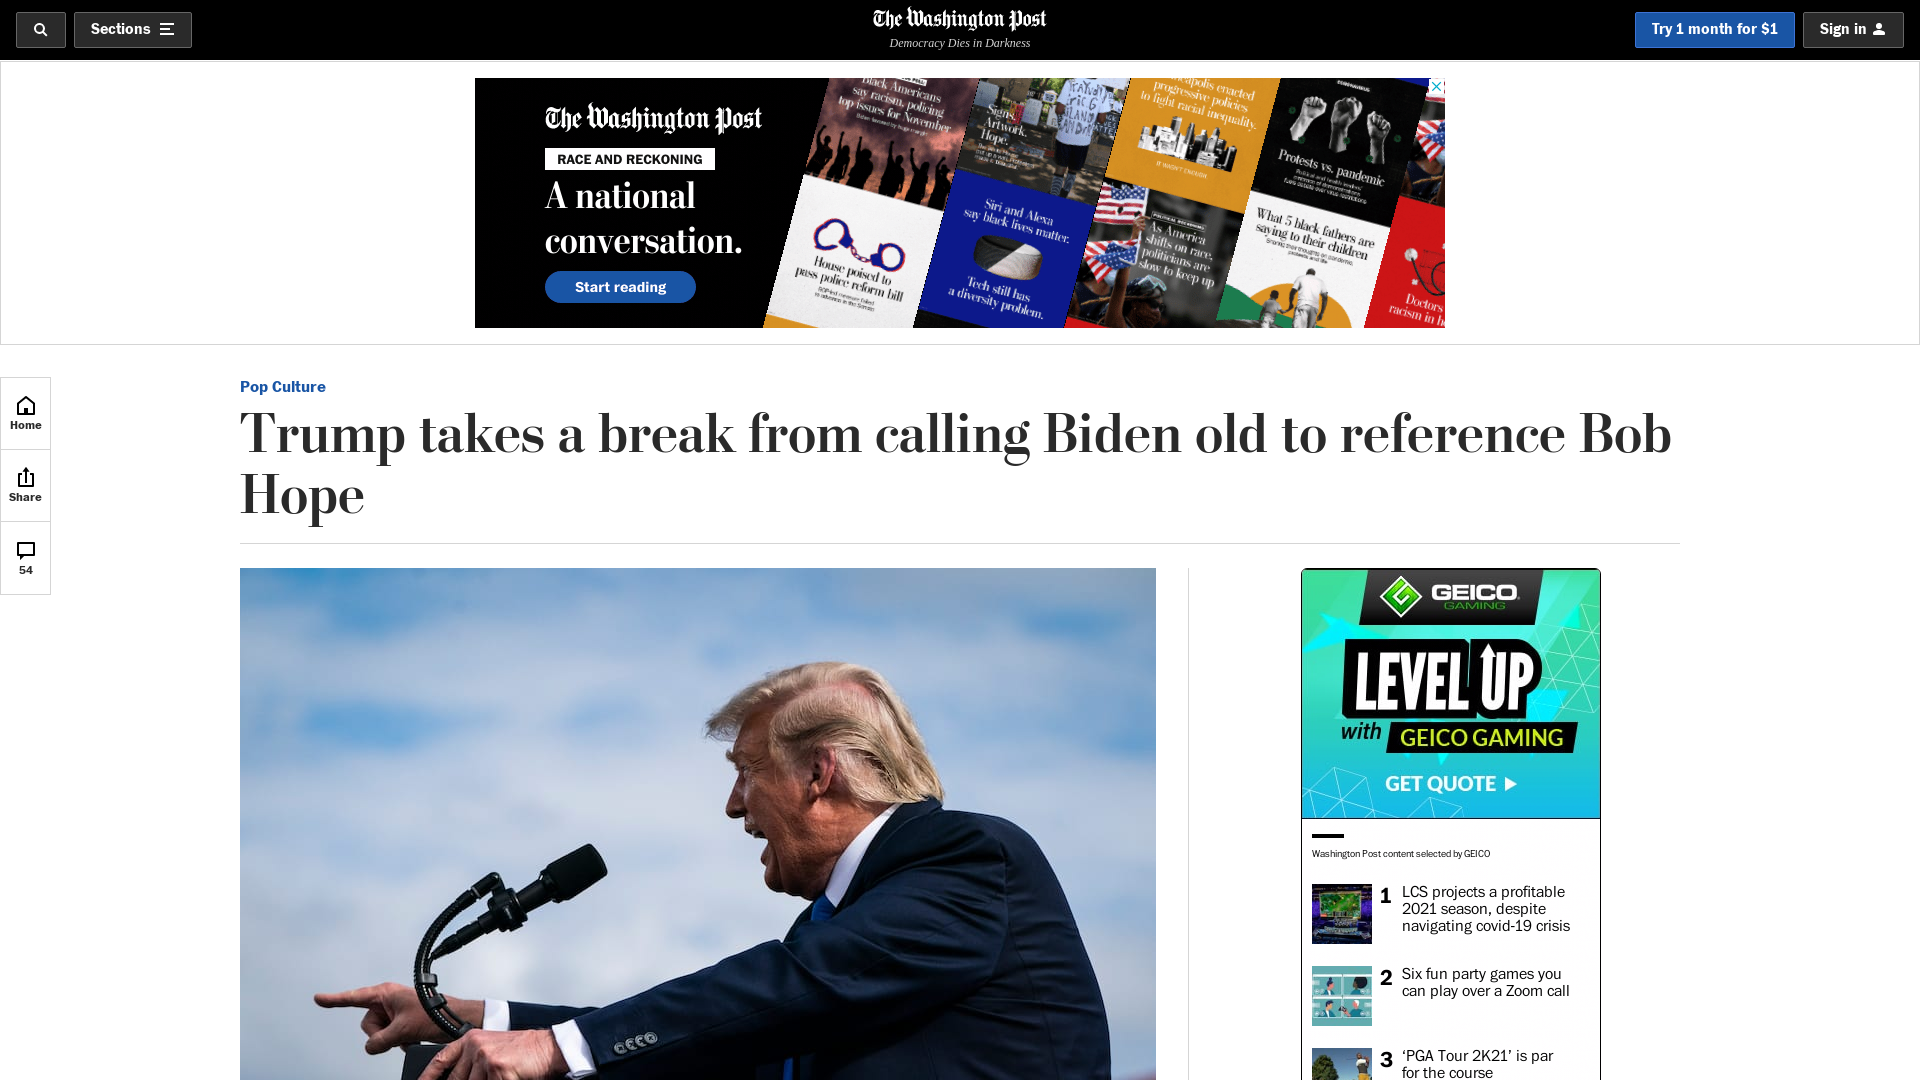 Sections
The Washington Post
Democracy Dies in Darkness
Try 1 month for $1
Sign in
The Washington Post
RACE AND RECKONING
A national
conversation.
Start reading
Black Americans
say racism, policing
top issues for November
Signs.
Artwork.
Hope.
progressive policies
to fight racial inequality.
IT WASN'T ENOUGH.
CORONAVIRUS
Protests vs. pandemic
House poised to
pass police reform bill
Siri and Alexa
say black lives matter.
Tech still has
a diversity problem.
As America
shifts on race,
politicians are
slow to keep up
What 5 black fathers are
saying to their children
Doctors
racism in
Home
Share
54
Pop Culture
Trump takes a break from calling Biden old to reference Bob
Hope
GEICO
GAMING
LEVEL UP
with GEICO GAMING
GET QUOTE
Washington Post content selected by GEICO
1 LCS projects a profitable
2021 season, despite
navigating covid-19 crisis
2 Six fun party games you
can play over a Zoom call
3 ‘PGA Tour 2K21’ is par
for the course